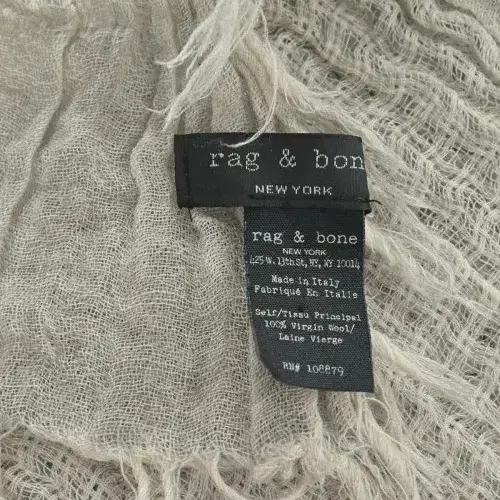 rag & bon
NEW YORK
rag & bone
NEW YORK
425 W. 13th St, NY, NY 10014
Made in Italy
Fabriqué En Italie
Self/Tissu Principal
100% Virgin Wool/
Laine Vierge
RN# 108879